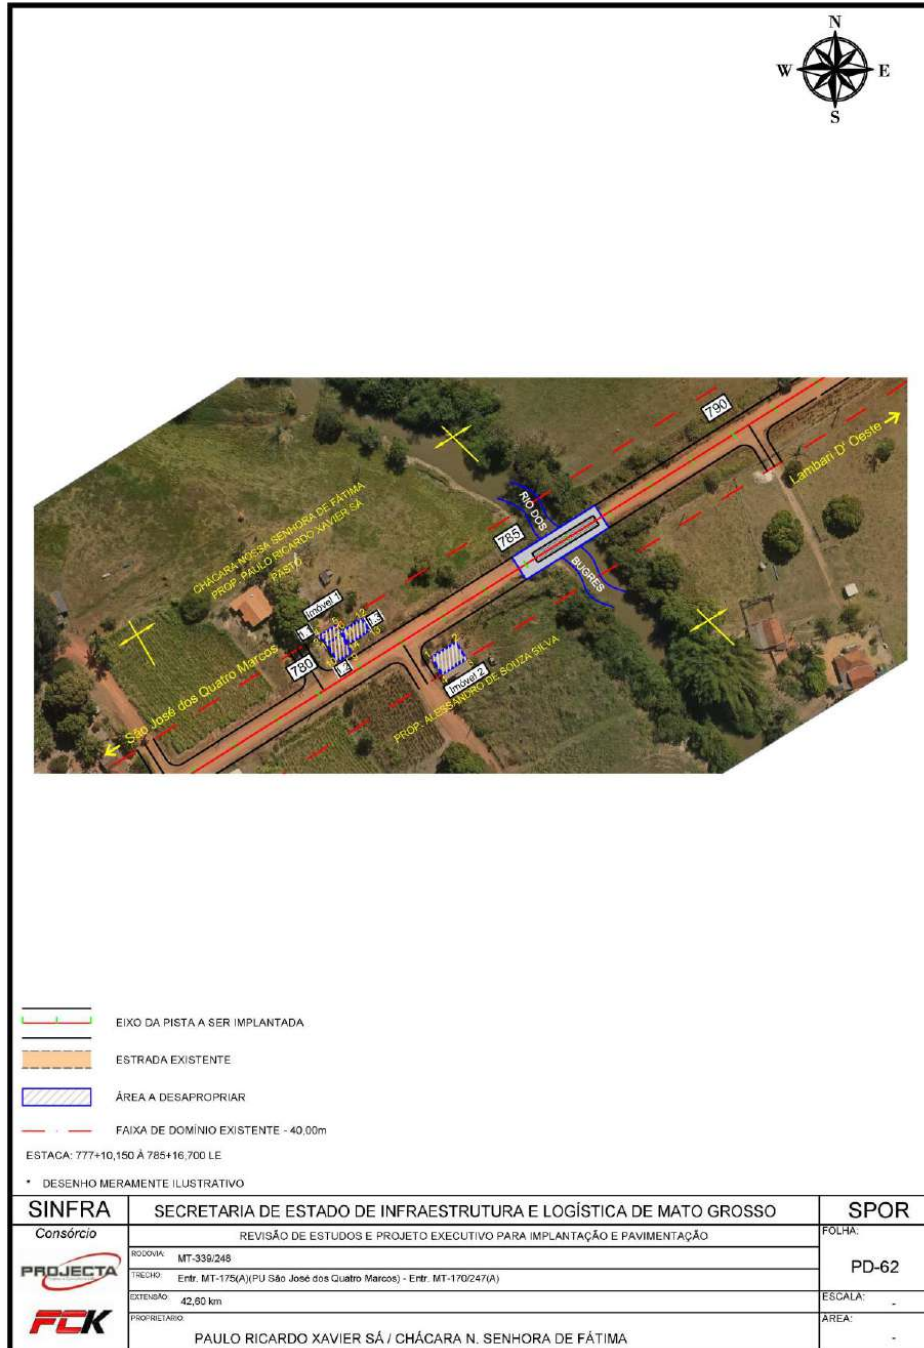 N
W E
S
790
Lambari D' Oeste
RIO DOS
785
BUGRES
CHÁCARA NOSSA SENHORA DE FÁTIMA
PROP. PAULO RICARDO XAVIER SÁ
PASTO
Imóvel 1
780
São José dos Quatro Marcos
1 2
Imóvel 2
PROP. ALESSANDRO DE SOUZA SILVA
EIXO DA PISTA A SER IMPLANTADA
ESTRADA EXISTENTE
ÁREA A DESAPROPRIAR
FAIXA DE DOMÍNIO EXISTENTE - 40,00m
ESTACA: 777+10,150 Á 785+16,700 LE
* DESENHO MERAMENTE ILUSTRATIVO
SINFRA
SECRETARIA DE ESTADO DE INFRAESTRUTURA E LOGÍSTICA DE MATO GROSSO
SPOR
Consórcio
REVISÃO DE ESTUDOS E PROJETO EXECUTIVO PARA IMPLANTAÇÃO E PAVIMENTAÇÃO
FOLHA:
PROJECTA
RODOVIA: MT-339/248
PD-62
TRECHO: Entr. MT-175(A)(PU São José dos Quatro Marcos) - Entr. MT-170/247(A)
EXTENSÃO: 42,60 km
ESCALA: -
FCK
PROPRIETARIO:
ÁREA:
PAULO RICARDO XAVIER SÁ / CHÁCARA N. SENHORA DE FÁTIMA
-